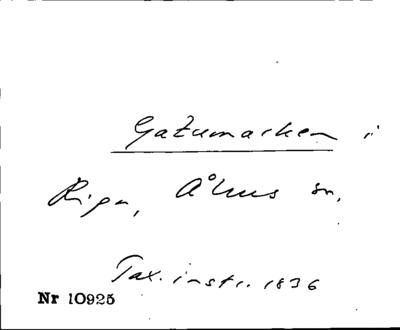 Gatumarken i
Ripa, Åhus sn,
Tax. instr. 1836
Nr 10925